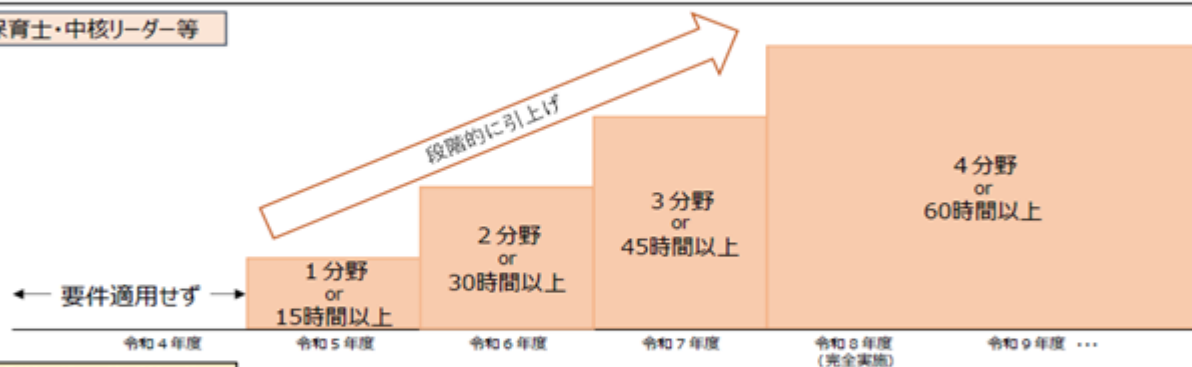 保育士・中核リーダー等
段階的に引上げ
4分野
or
60時間以上
3分野
or
45時間以上
2分野
or
30時間以上
1分野
or
15時間以上
要件適用せず
令和4年度
令和5年度
令和6年度
令和7年度
令和8年度
(完全実施)
令和9年度 …